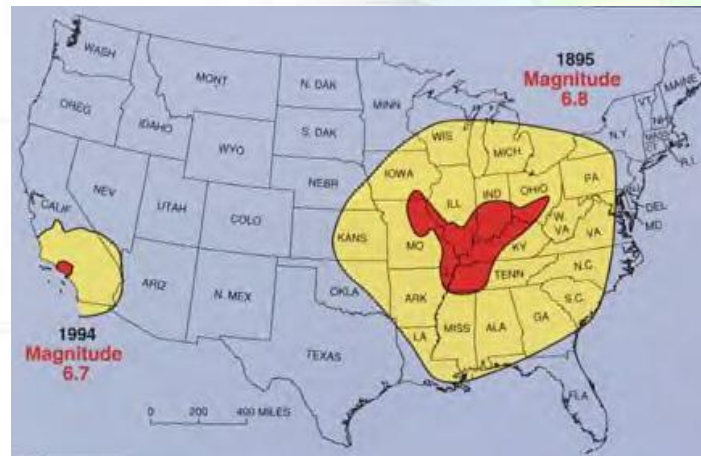 WASH
MONT
N. DAK
MINN
OREG
IDAHO
WYO
S. DAK
WIS
MICH
N.Y.
VT
NH
MAINE
MASS
CT
R.I.
NEBR
IOWA
ILL
IND
OHIO
PA
NJ
DEL
MD
CALIF
NEV
UTAH
COLO
KANS
MO
KY
W.
VA
VA
ARIZ
N. MEX
OKLA
ARK
TENN
N.C.
S.C.
TEXAS
LA
MISS
ALA
GA
FLA
1895
Magnitude
6.8
1994
Magnitude
6.7
0 200 400 MILES